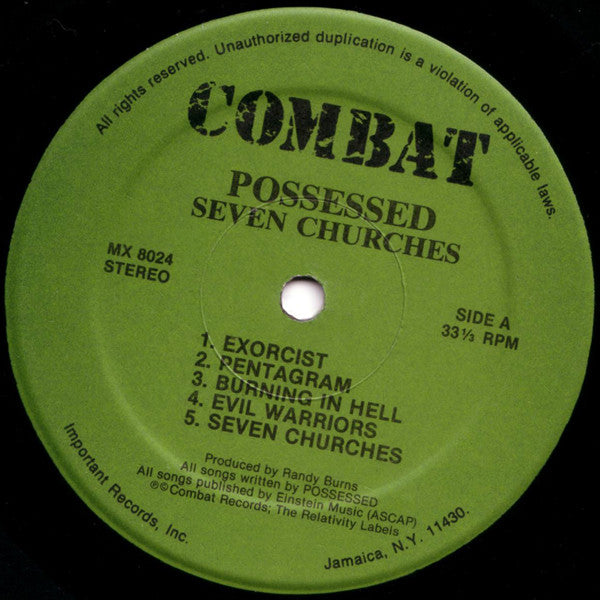 All rights reserved. Unauthorized duplication is a violation of applicable laws.
COMBAT
POSSESSED
SEVEN CHURCHES
MX 8024
STEREO
SIDE A
33⅓ RPM
1. EXORCIST
2. PENTAGRAM
3. BURNING IN HELL
4. EVIL WARRIORS
5. SEVEN CHURCHES
Produced by Randy Burns
All songs written by POSSESSED
All songs published by Einstein Music (ASCAP)
℗©Combat Records; The Relativity Labels
Important Records, Inc.
Jamaica, N.Y. 11430.